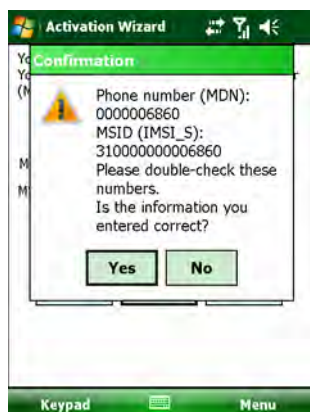 Activation Wizard
Confirmation
Phone number (MDN):
0000006860
MSID (IMSI_S):
310000000006860
Please double-check these
numbers.
Is the information you
entered correct?
Yes No
Keypad Menu